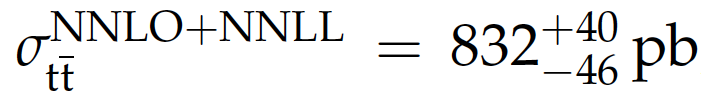 σ_{tt̄}^{NNLO+NNLL} = 832^{+40}_{−46} pb